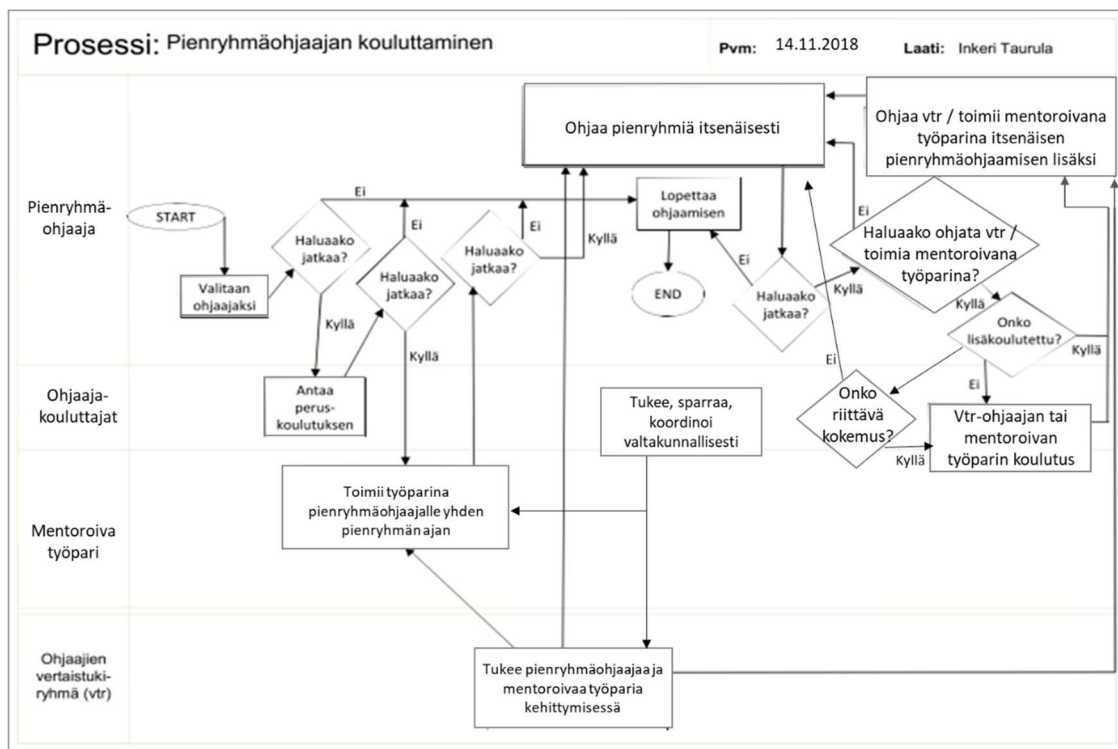 Prosessi: Pienryhmäohjaajan kouluttaminen
Pvm: 14.11.2018
Laati: Inkeri Taurula
Pienryhmä-
ohjaaja
START
Valitaan
ohjaajaksi
Haluaako
jatkaa?
Ei
Kyllä
Haluaako
jatkaa?
Ei
Kyllä
Haluaako
jatkaa?
Ei
Kyllä
Ohjaa pienryhmiä itsenäisesti
Lopettaa
ohjaamisen
END
Ei
Haluaako
jatkaa?
Kyllä
Ohjaa vtr / toimii mentoroivana
työparina itsenäisen
pienryhmäohjaamisen lisäksi
Ei
Haluaako ohjata vtr /
toimia mentoroivana
työparina?
Kyllä
Onko
lisäkoulutettu?
Kyllä
Ei
Ohjaaja-
kouluttajat
Antaa
perus-
koulutuksen
Tukee, sparraa,
koordinoi
valtakunnallisesti
Ei
Onko
riittävä
kokemus?
Kyllä
Vtr-ohjaajan tai
mentoroivan
työparin koulutus
Mentoroiva
työpari
Toimii työparina
pienryhmäohjaajalle yhden
pienryhmän ajan
Ohjaajien
vertaistuki-
ryhmä (vtr)
Tukee pienryhmäohjaajaa ja
mentoroivaa työparia
kehittymisessä